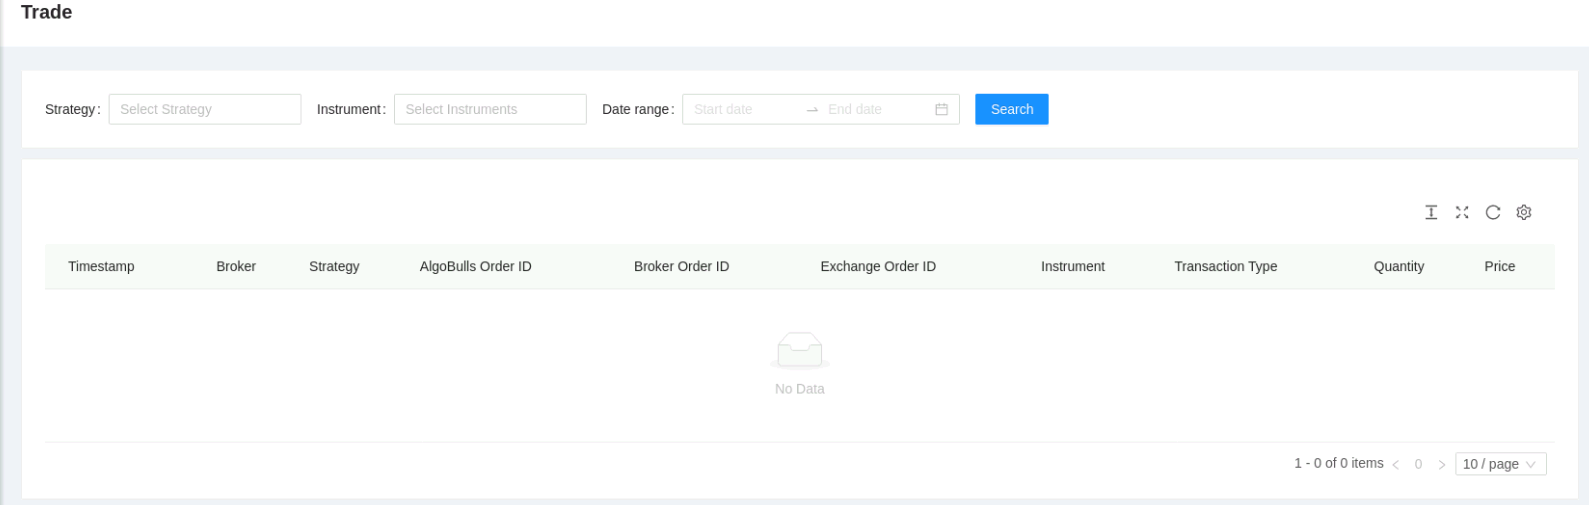 Trade
Strategy : Select Strategy Instrument : Select Instruments Date range : Start date → End date Search
Timestamp Broker Strategy AlgoBulls Order ID Broker Order ID Exchange Order ID Instrument Transaction Type Quantity Price
No Data
1 - 0 of 0 items < 0 > 10 / page